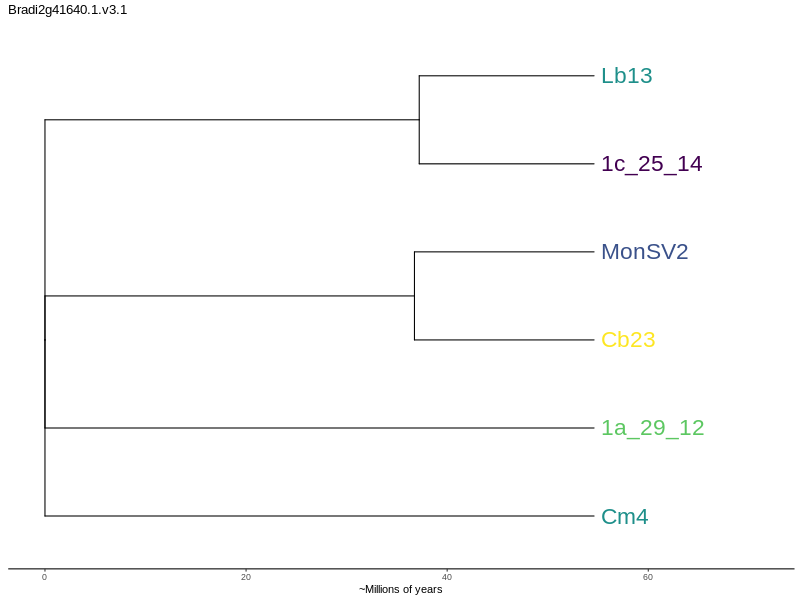 Bradi2g41640.1.v3.1
Lb13
1c_25_14
MonSV2
Cb23
1a_29_12
Cm4
0 20 40 60
~Millions of years